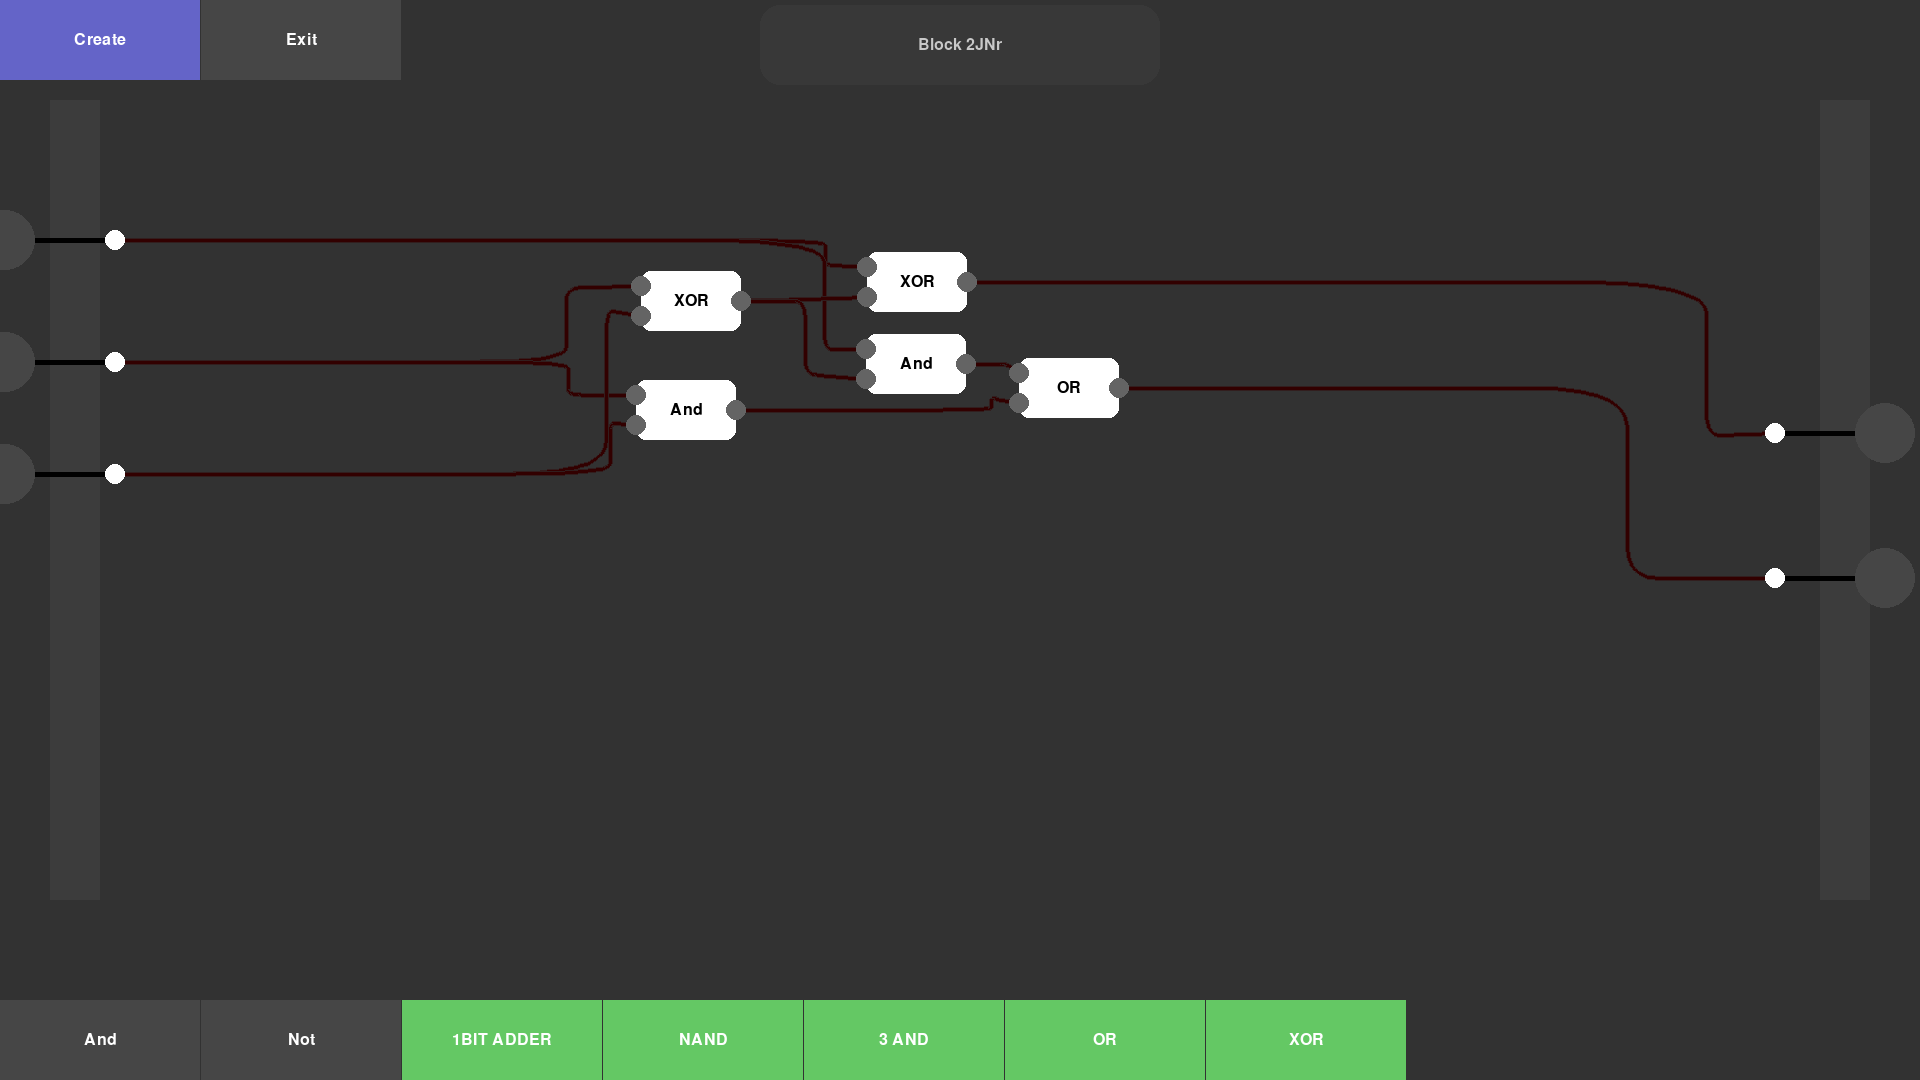 Create
Exit
Block 2JNr
XOR
XOR
And
And
OR
And
Not
1BIT ADDER
NAND
3 AND
OR
XOR